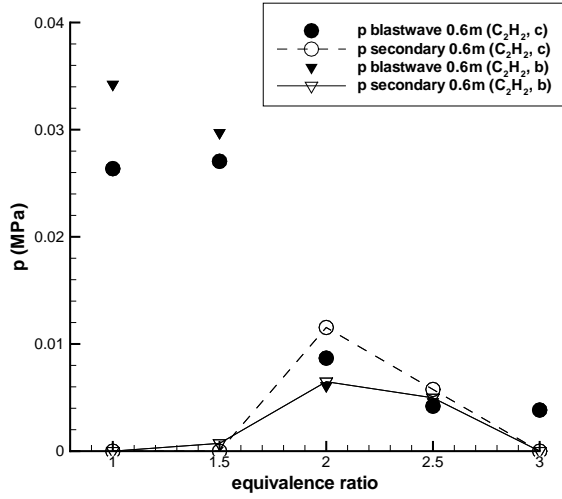 p blastwave 0.6m (C₂H₂, c)
p secondary 0.6m (C₂H₂, c)
p blastwave 0.6m (C₂H₂, b)
p secondary 0.6m (C₂H₂, b)
0.04
0.03
0.02
0.01
0
p (MPa)
1 1.5 2 2.5 3
equivalence ratio